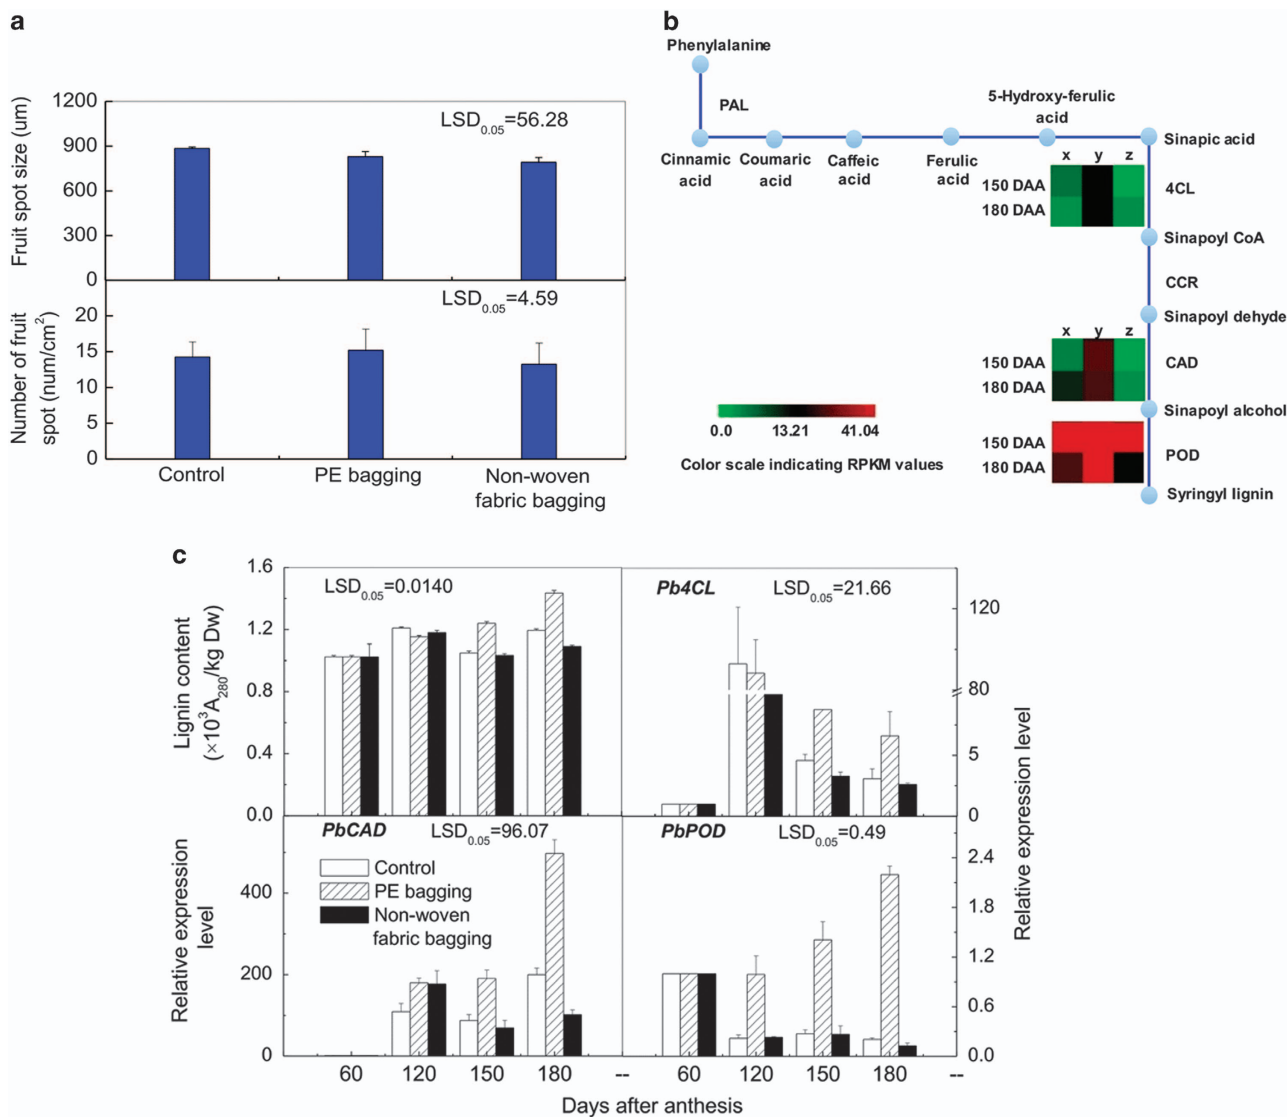 a
Fruit spot size (um)
1200
900
600
300
0
LSD0.05=56.28
Number of fruit
spot (num/cm2)
20
15
10
5
0
LSD0.05=4.59
Control
PE bagging
Non-woven
fabric bagging
b
Phenylalanine
PAL
Cinnamic
acid
Coumaric
acid
Caffeic
acid
Ferulic
acid
5-Hydroxy-ferulic
acid
Sinapic acid
x y z
150 DAA
180 DAA
4CL
Sinapoyl CoA
CCR
Sinapoyl dehyde
x y z
150 DAA
180 DAA
CAD
Sinapoyl alcohol
150 DAA
180 DAA
POD
Syringyl lignin
0.0 13.21 41.04
Color scale indicating RPKM values
c
Lignin content
(×10³A280/kg Dw)
1.6
1.2
0.8
0.4
0.0
LSD0.05=0.0140
Pb4CL
LSD0.05=21.66
120
80
5
0
Relative expression level
PbCAD
LSD0.05=96.07
Control
PE bagging
Non-woven
fabric bagging
Relative expression
level
400
200
0
PbPOD
LSD0.05=0.49
2.4
1.8
1.2
0.6
0.0
Relative expression level
60 120 150 180 -- 60 120 150 180 --
Days after anthesis